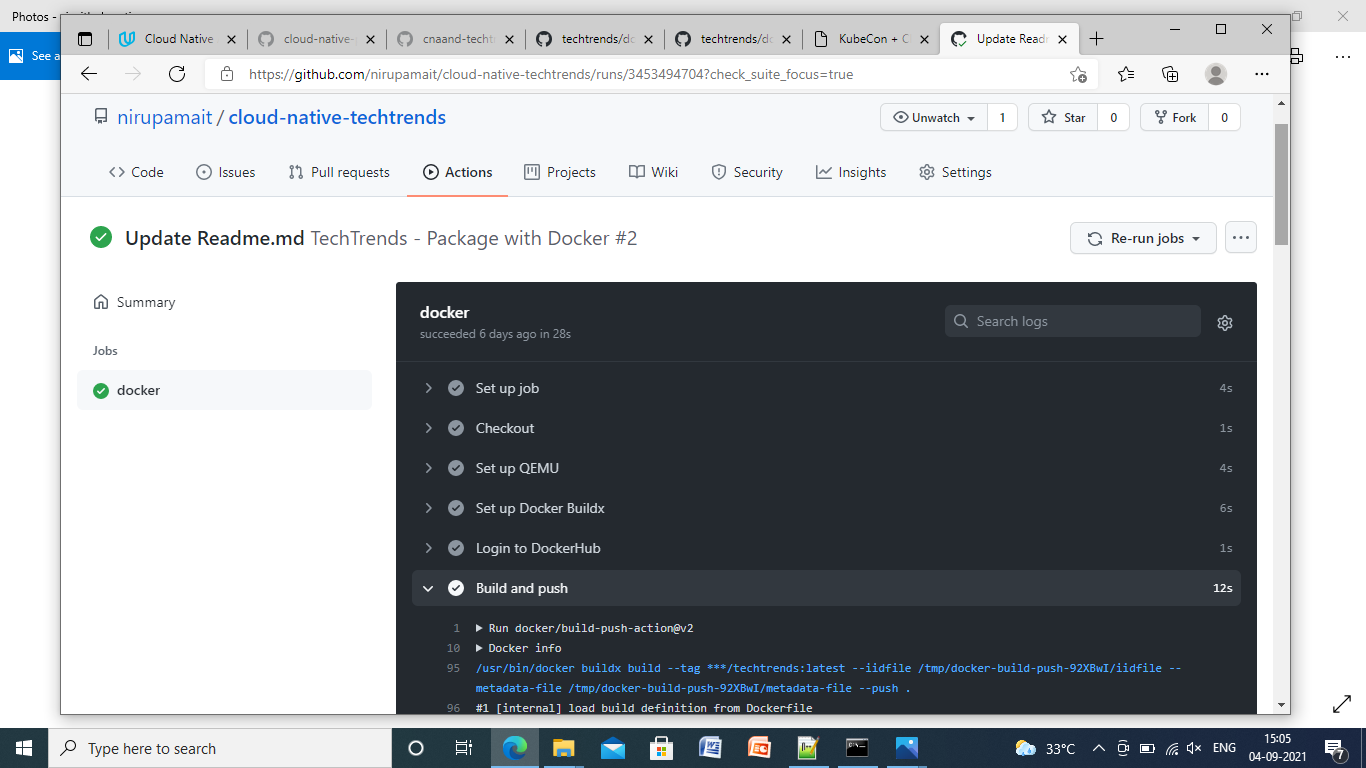 Photos -
See a
Cloud Native
cloud-native-
cnaand-techt
techtrends/dc
techtrends/dc
KubeCon + C
Update Readm
https://github.com/nirupamait/cloud-native-techtrends/runs/3453494704?check_suite_focus=true
nirupamait / cloud-native-techtrends
Unwatch 1
Star 0
Fork 0
Code Issues Pull requests Actions Projects Wiki Security Insights Settings
Update Readme.md TechTrends - Package with Docker #2
Re-run jobs
Summary
Jobs
docker
docker
succeeded 6 days ago in 28s
Search logs
Set up job 4s
Checkout 1s
Set up QEMU 4s
Set up Docker Buildx 6s
Login to DockerHub 1s
Build and push 12s
1 Run docker/build-push-action@v2
10 Docker info
95 /usr/bin/docker buildx build --tag ***/techtrends:latest --iidfile /tmp/docker-build-push-92XBwI/iidfile --
metadata-file /tmp/docker-build-push-92XBwI/metadata-file --push .
96 #1 [internal] load build definition from Dockerfile
Type here to search
33°C
ENG
15:05
04-09-2021
7